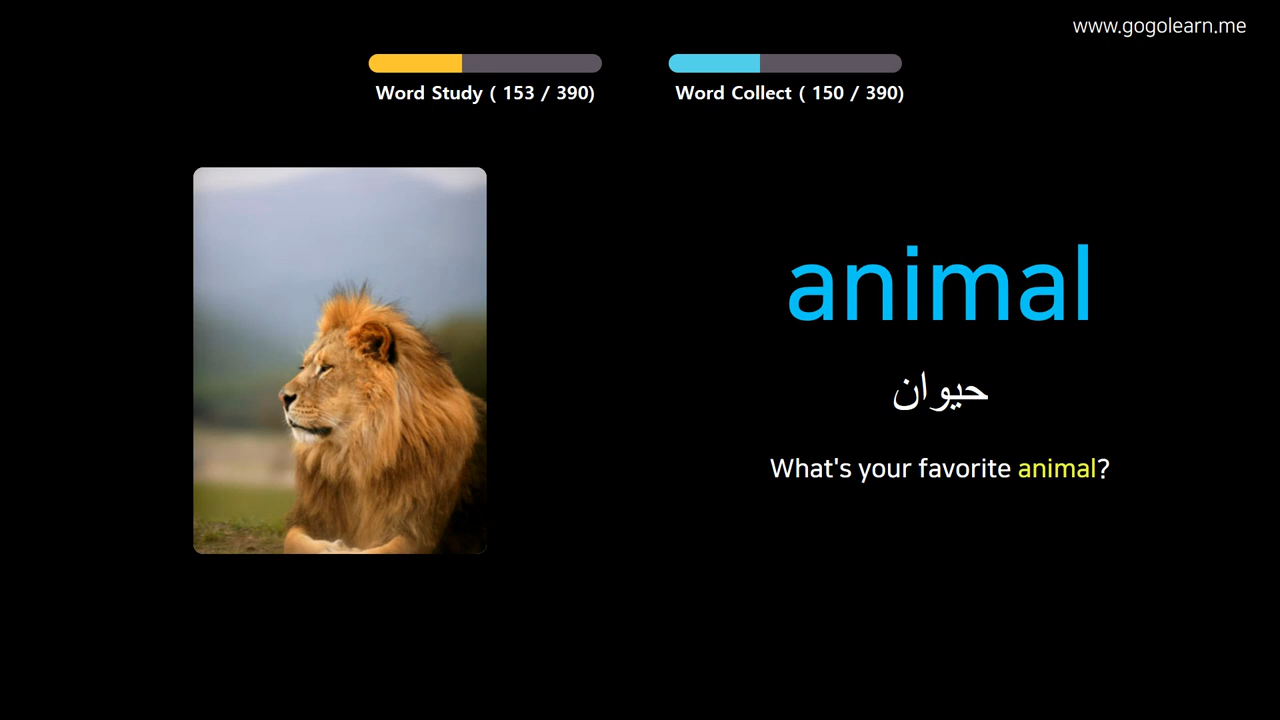 www.gogolearn.me
Word Study ( 153 / 390)
Word Collect ( 150 / 390)
animal
حيوان
What's your favorite animal?